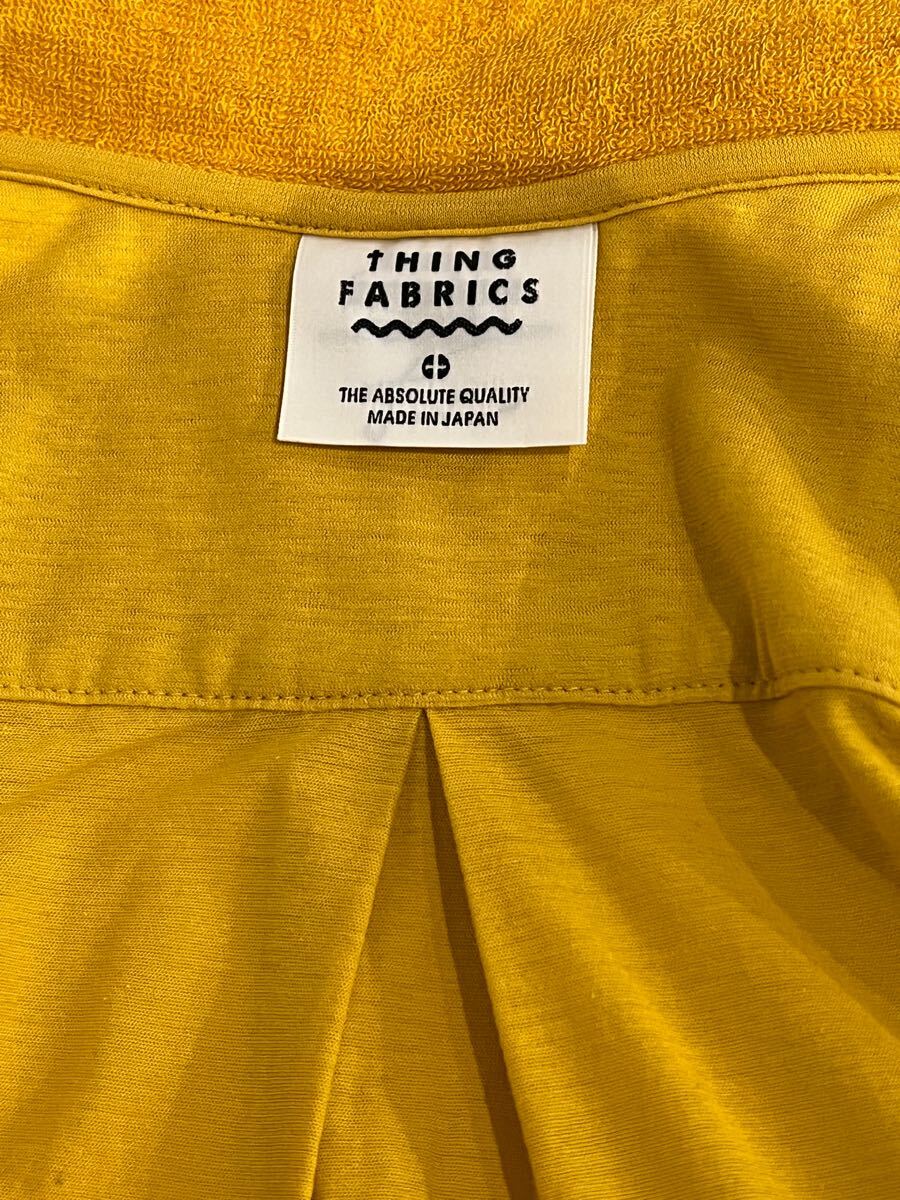 THING
FABRICS
THE ABSOLUTE QUALITY
MADE IN JAPAN